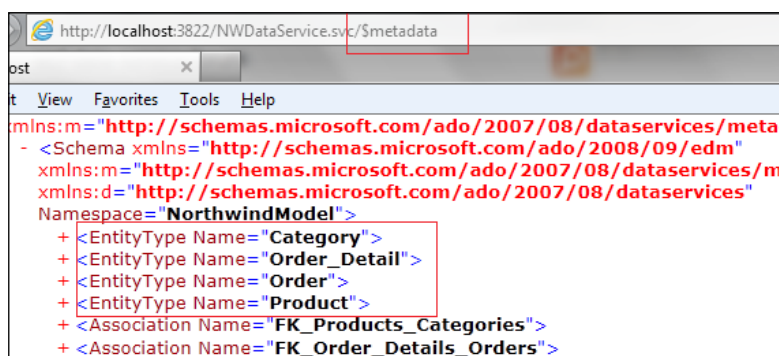 http://localhost:3822/NWDataService.svc/$metadata
ost
t View Favorites Tools Help
xmlns:m="http://schemas.microsoft.com/ado/2007/08/dataservices/meta
- <Schema xmlns="http://schemas.microsoft.com/ado/2008/09/edm"
xmlns:m="http://schemas.microsoft.com/ado/2007/08/dataservices/m
xmlns:d="http://schemas.microsoft.com/ado/2007/08/dataservices"
Namespace="NorthwindModel">
+ <EntityType Name="Category">
+ <EntityType Name="Order_Detail">
+ <EntityType Name="Order">
+ <EntityType Name="Product">
+ <Association Name="FK_Products_Categories">
+ <Association Name="FK_Order_Details_Orders">